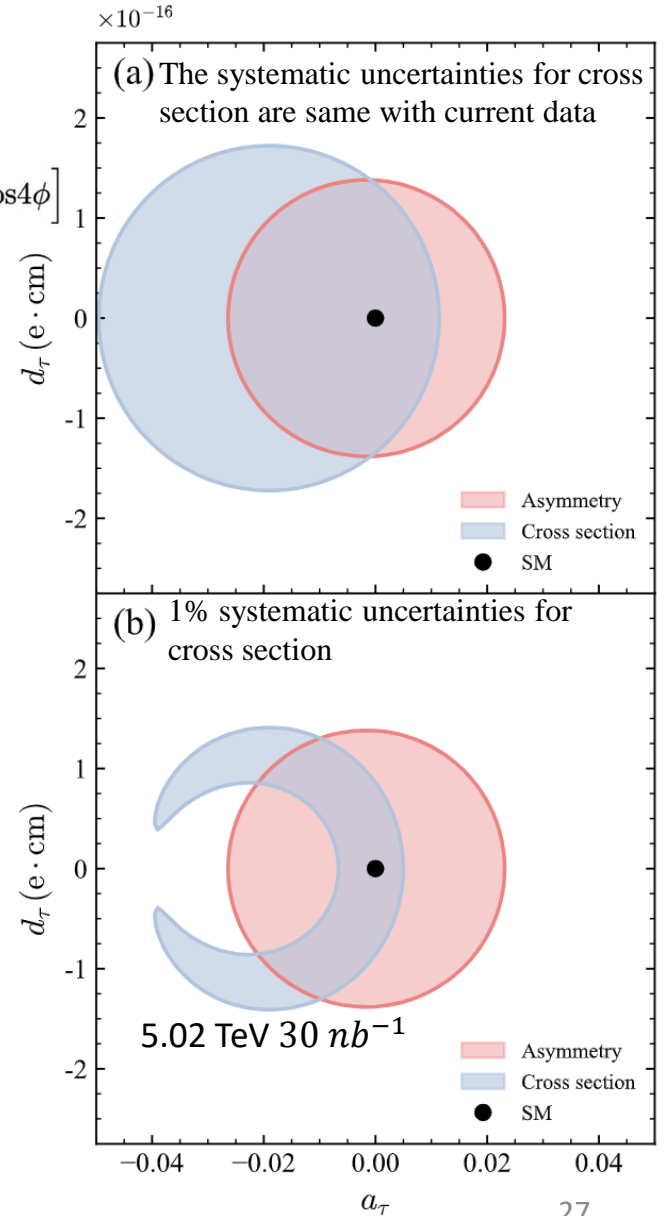 ×10⁻¹⁶
(a) The systematic uncertainties for cross
section are same with current data
os4ϕ]
2
1
0
-1
-2
d_τ (e · cm)
Asymmetry
Cross section
SM
(b) 1% systematic uncertainties for
cross section
2
1
0
-1
-2
d_τ (e · cm)
5.02 TeV 30 nb⁻¹
Asymmetry
Cross section
SM
−0.04 −0.02 0.00 0.02 0.04
a_τ
27